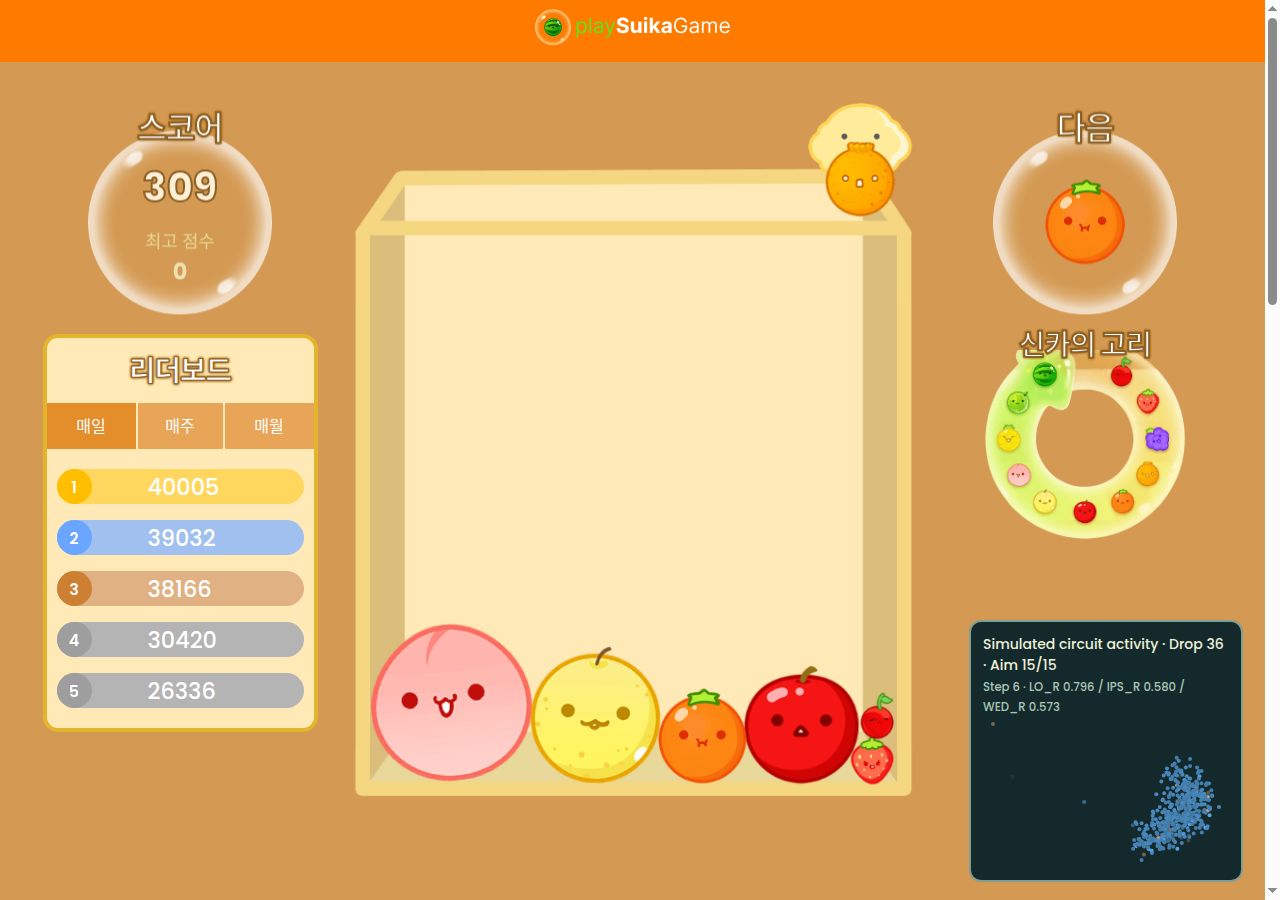 playSuikaGame
스코어
309
최고 점수
0
리더보드
매일 매주 매월
1 40005
2 39032
3 38166
4 30420
5 26336
다음
신카의 고리
Simulated circuit activity · Drop 36
· Aim 15/15
Step 6 · LO_R 0.796 / IPS_R 0.580 /
WED_R 0.573